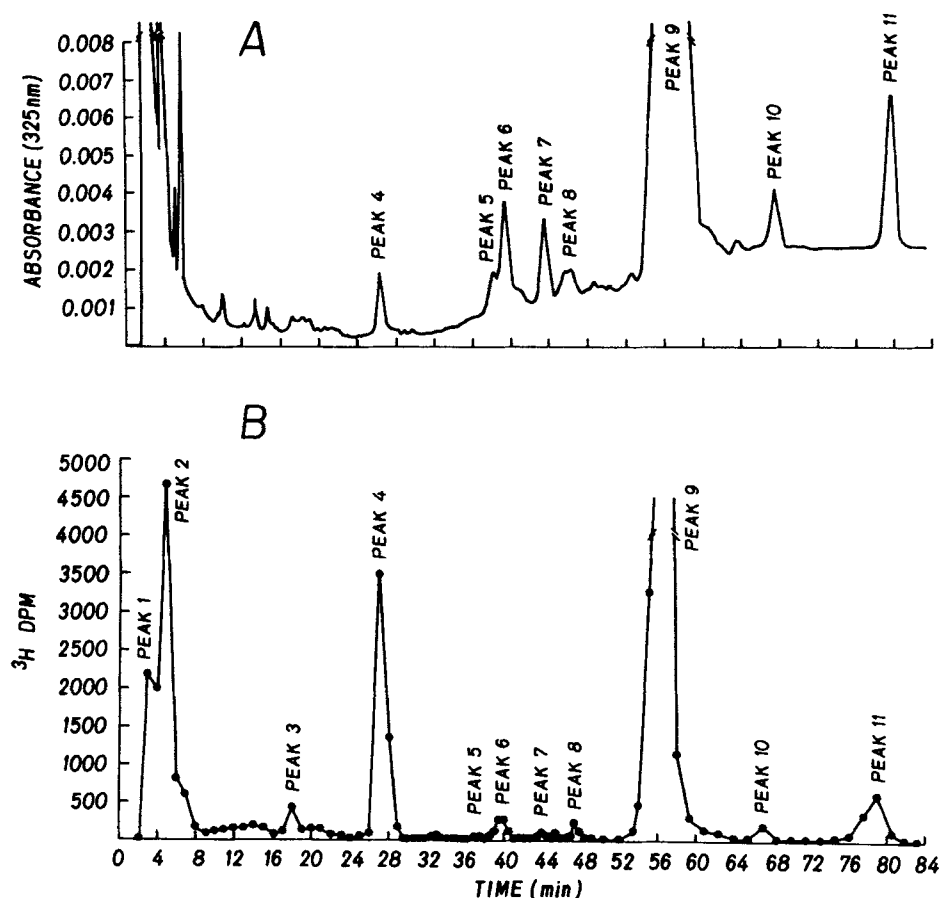 A
ABSORBANCE (325nm)
0.008
0.007
0.006
0.005
0.004
0.003
0.002
0.001
PEAK 4
PEAK 5
PEAK 6
PEAK 7
PEAK 8
PEAK 9
PEAK 10
PEAK 11
B
³H DPM
5000
4500
4000
3500
3000
2500
2000
1500
1000
500
PEAK 1
PEAK 2
PEAK 3
PEAK 4
PEAK 5
PEAK 6
PEAK 7
PEAK 8
PEAK 9
PEAK 10
PEAK 11
0 4 8 12 16 20 24 28 32 36 40 44 48 52 56 60 64 68 72 76 80 84
TIME (min)